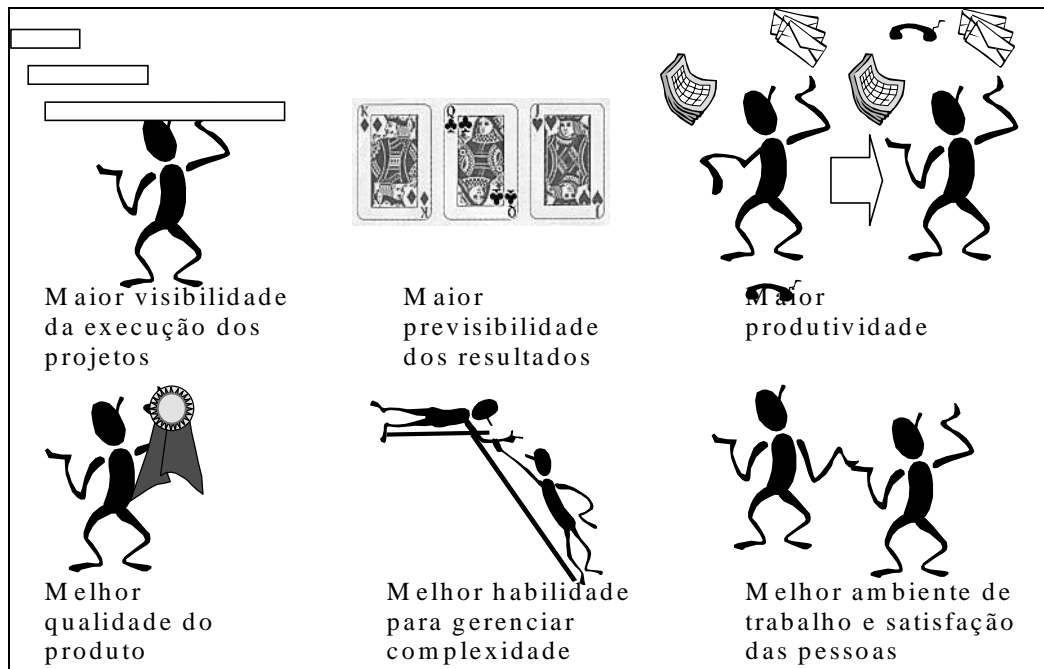 K
Q
J
K
Q
J
Maior visibilidade
da execução dos
projetos
Maior
previsibilidade
dos resultados
Maior
produtividade
Melhor
qualidade do
produto
Melhor habilidade
para gerenciar
complexidade
Melhor ambiente de
trabalho e satisfação
das pessoas